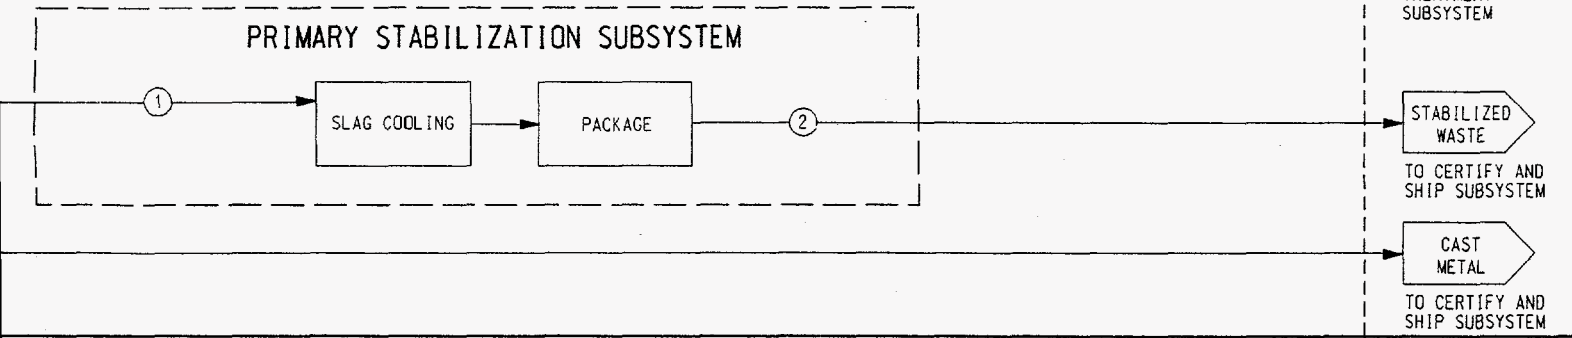 SUBSYSTEM
PRIMARY STABILIZATION SUBSYSTEM
1
SLAG COOLING
PACKAGE
2
STABILIZED
WASTE
TO CERTIFY AND
SHIP SUBSYSTEM
CAST
METAL
TO CERTIFY AND
SHIP SUBSYSTEM